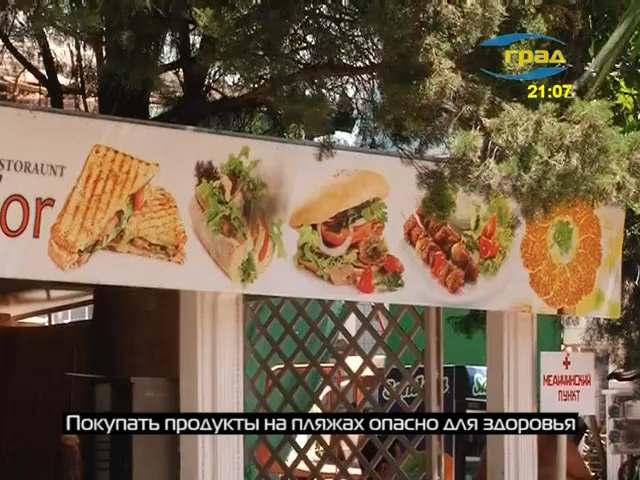 град
21:07
STORAUNT
or
МЕДИЦИНСКИЙ
ПУНКТ
Покупать продукты на пляжах опасно для здоровья